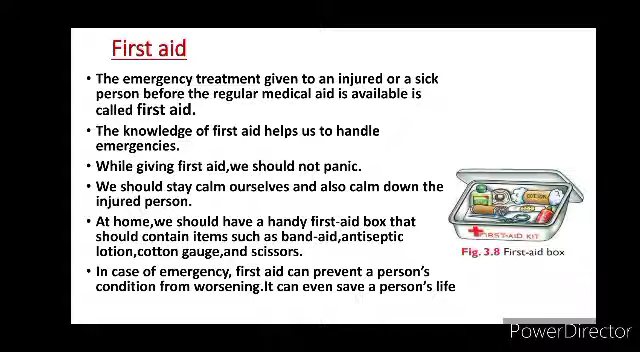 First aid
• The emergency treatment given to an injured or a sick
person before the regular medical aid is available is
called first aid.
• The knowledge of first aid helps us to handle
emergencies.
• While giving first aid,we should not panic.
• We should stay calm ourselves and also calm down the
injured person.
• At home,we should have a handy first-aid box that
should contain items such as band-aid,antiseptic
lotion,cotton gauge,and scissors.
• In case of emergency, first aid can prevent a person's
condition from worsening.It can even save a person's life
COTTON
FIRST-AID KIT
Fig. 3.8 First-aid box
PowerDirector